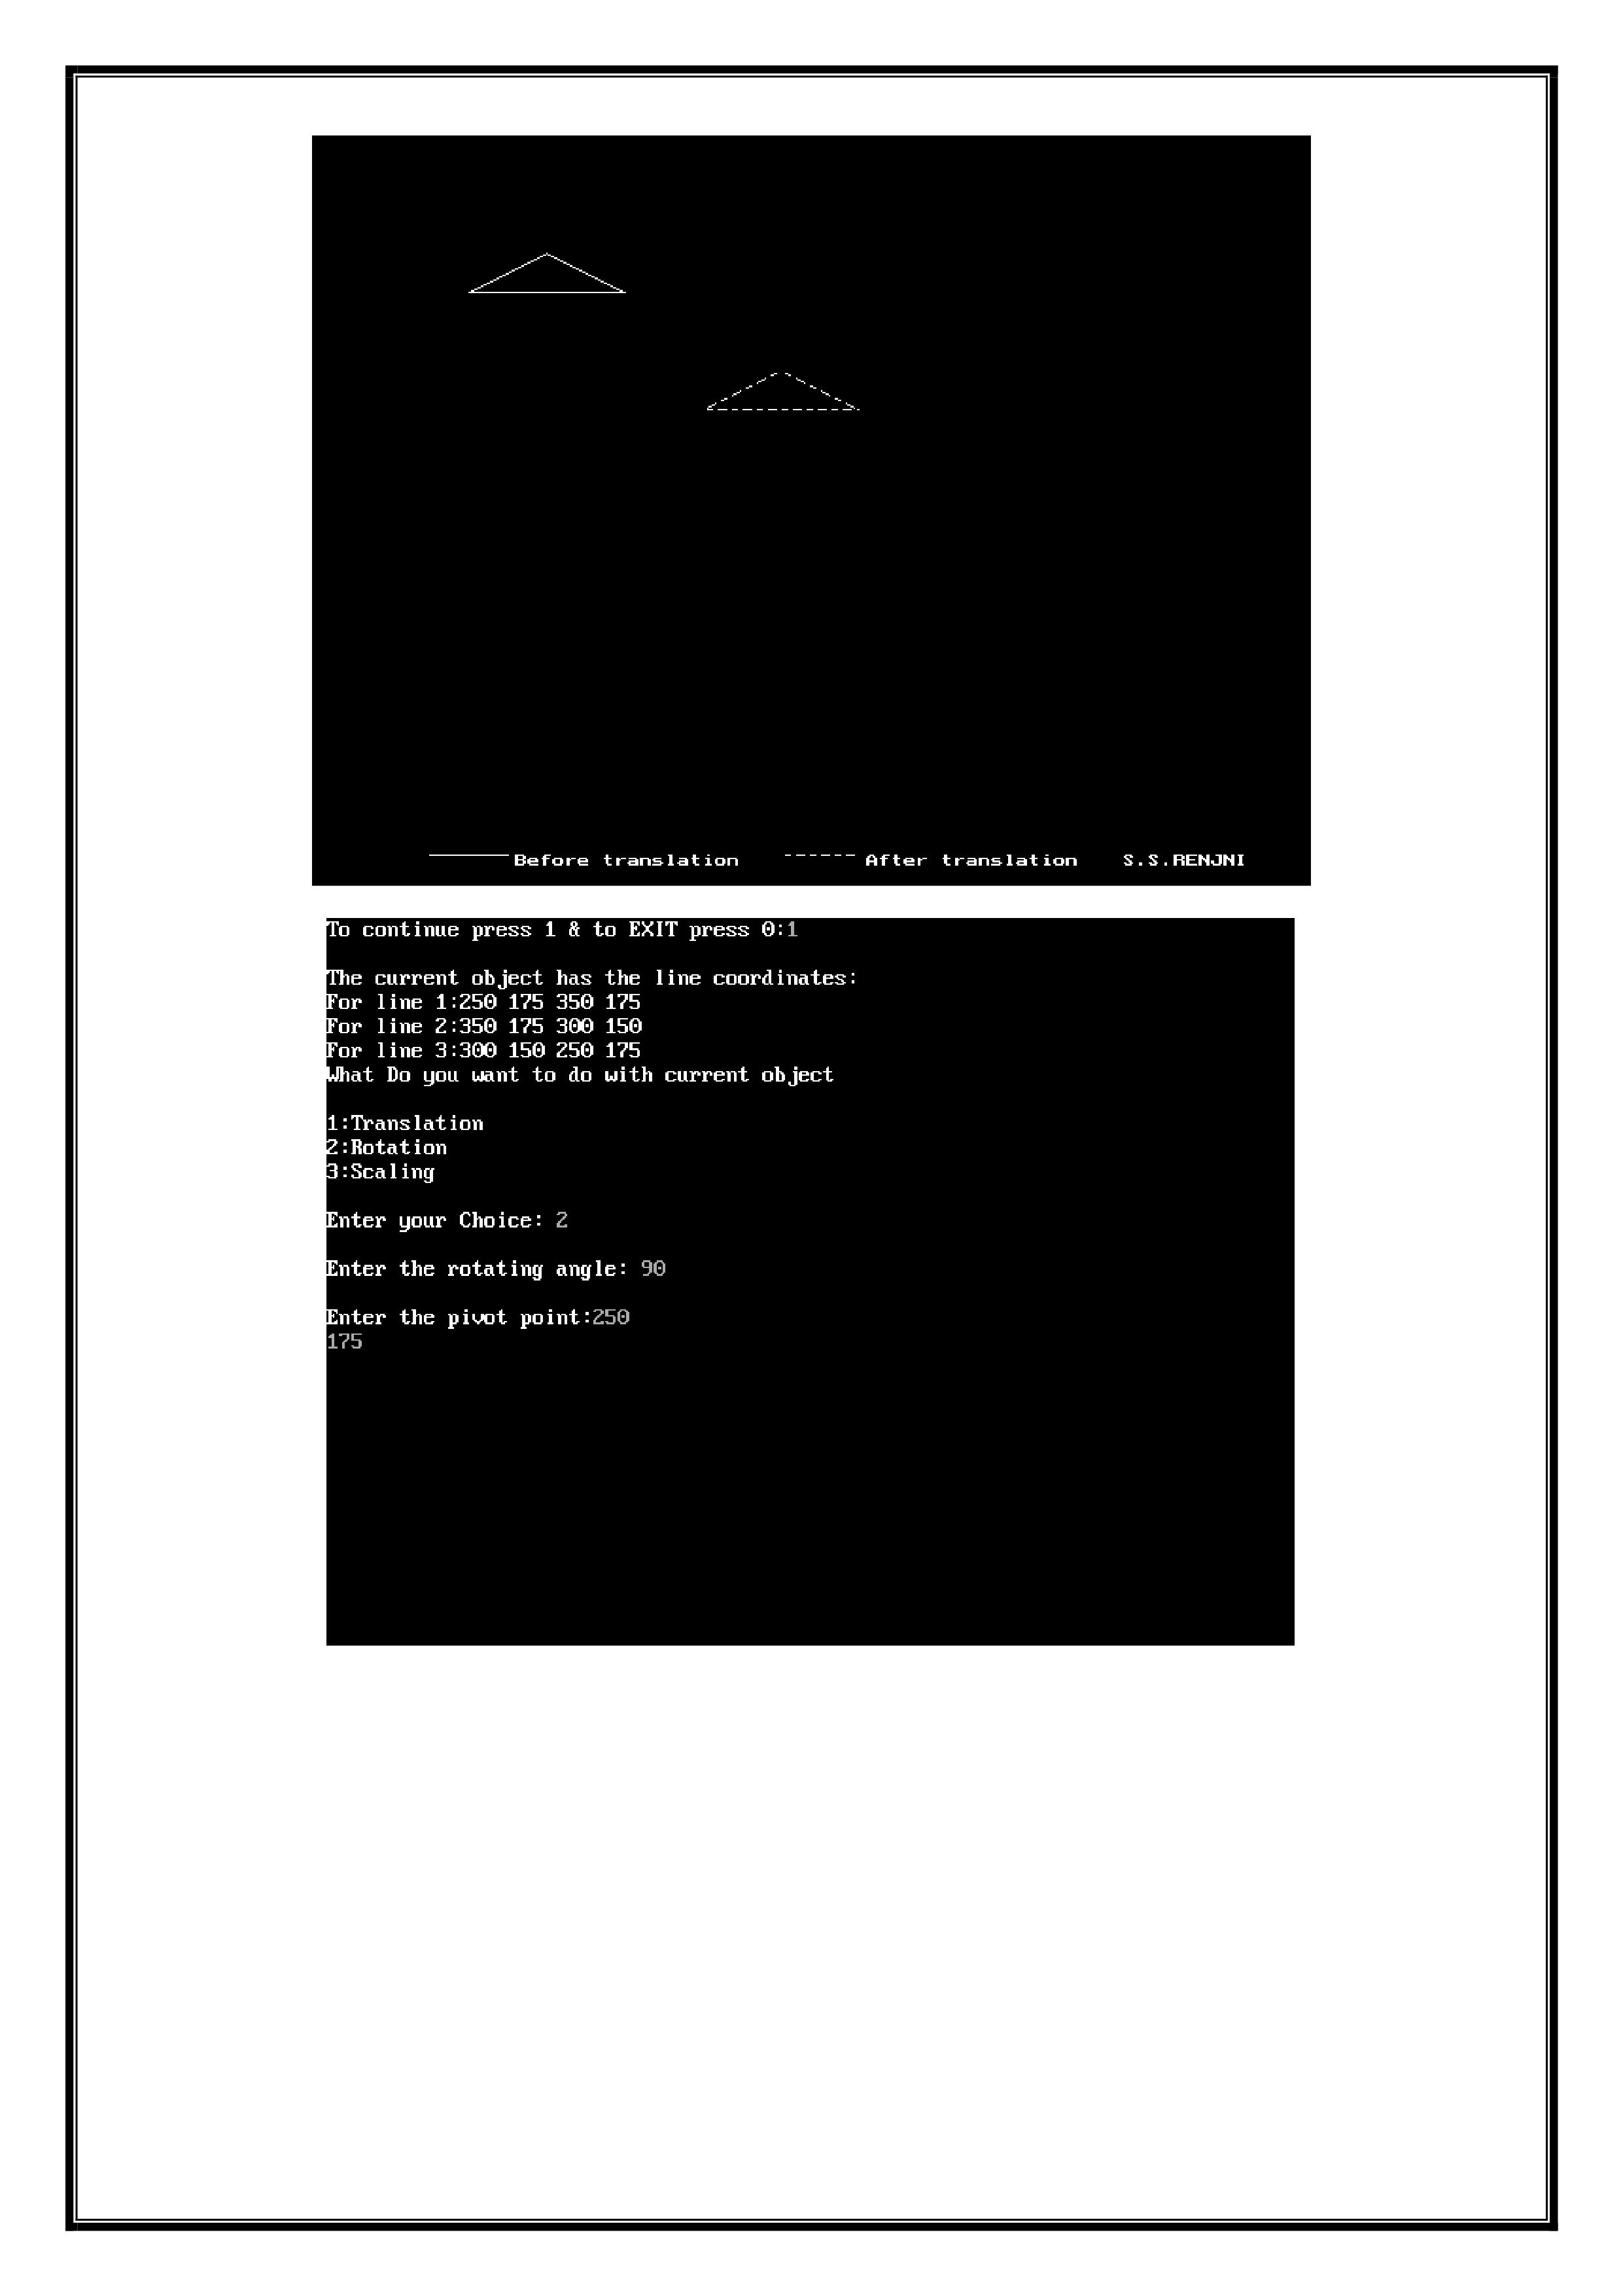 Before translation After translation S.S.RENJNI
To continue press 1 & to EXIT press 0:1
The current object has the line coordinates:
For line 1:250 175 350 175
For line 2:350 175 300 150
For line 3:300 150 250 175
What Do you want to do with current object
1:Translation
2:Rotation
3:Scaling
Enter your Choice: 2
Enter the rotating angle: 90
Enter the pivot point:250
175